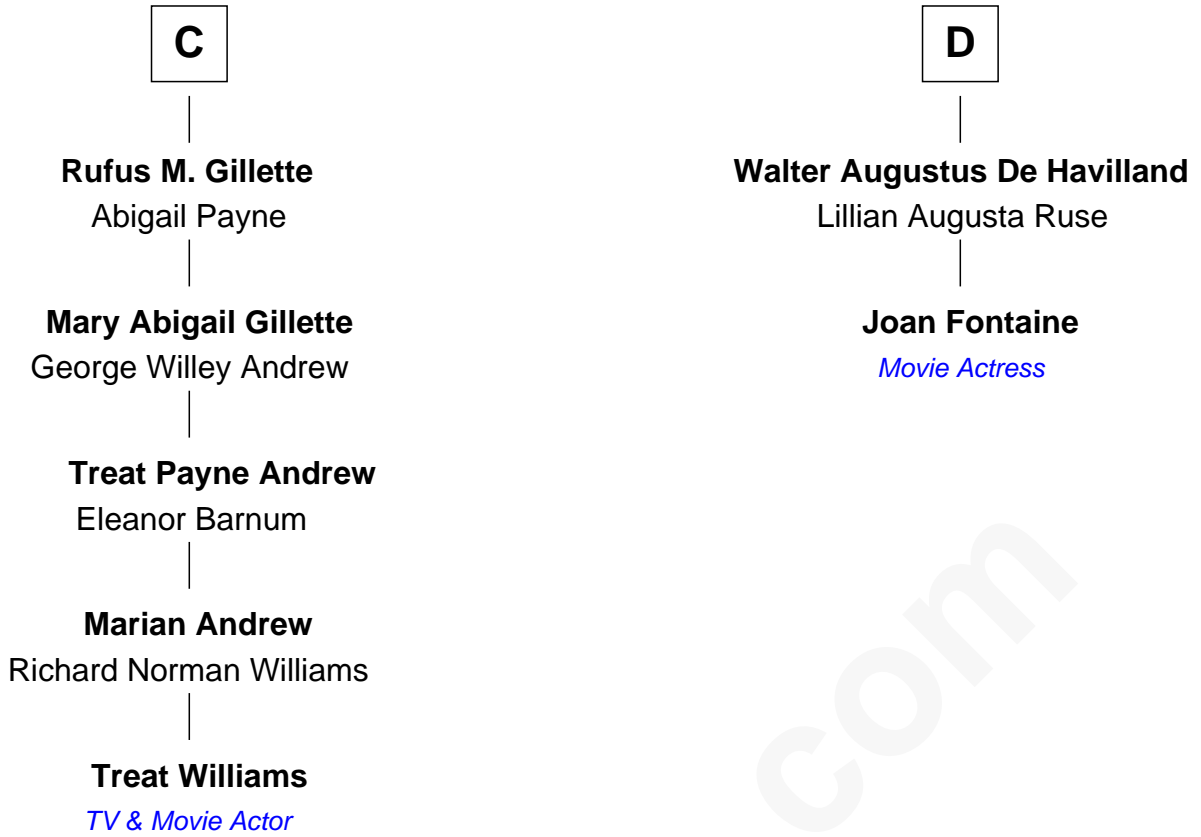 C
Rufus M. Gillette
Abigail Payne
Mary Abigail Gillette
George Willey Andrew
Treat Payne Andrew
Eleanor Barnum
Marian Andrew
Richard Norman Williams
Treat Williams
TV & Movie Actor
D
Walter Augustus De Havilland
Lillian Augusta Ruse
Joan Fontaine
Movie Actress
com